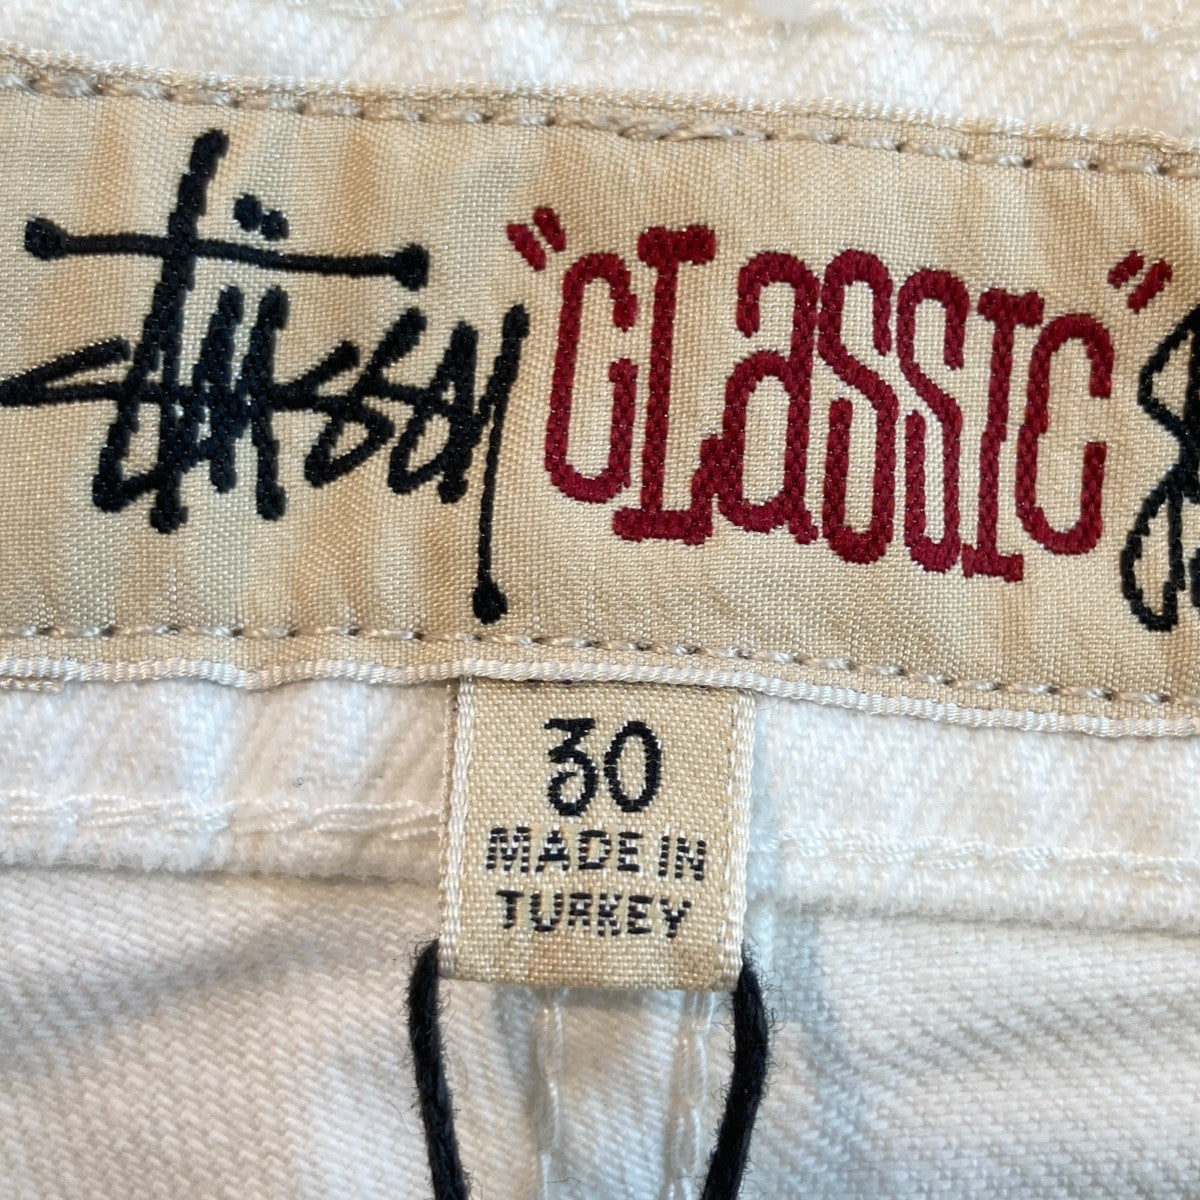 Stüssy "CLaSSIC"
30
MADE IN
TURKEY